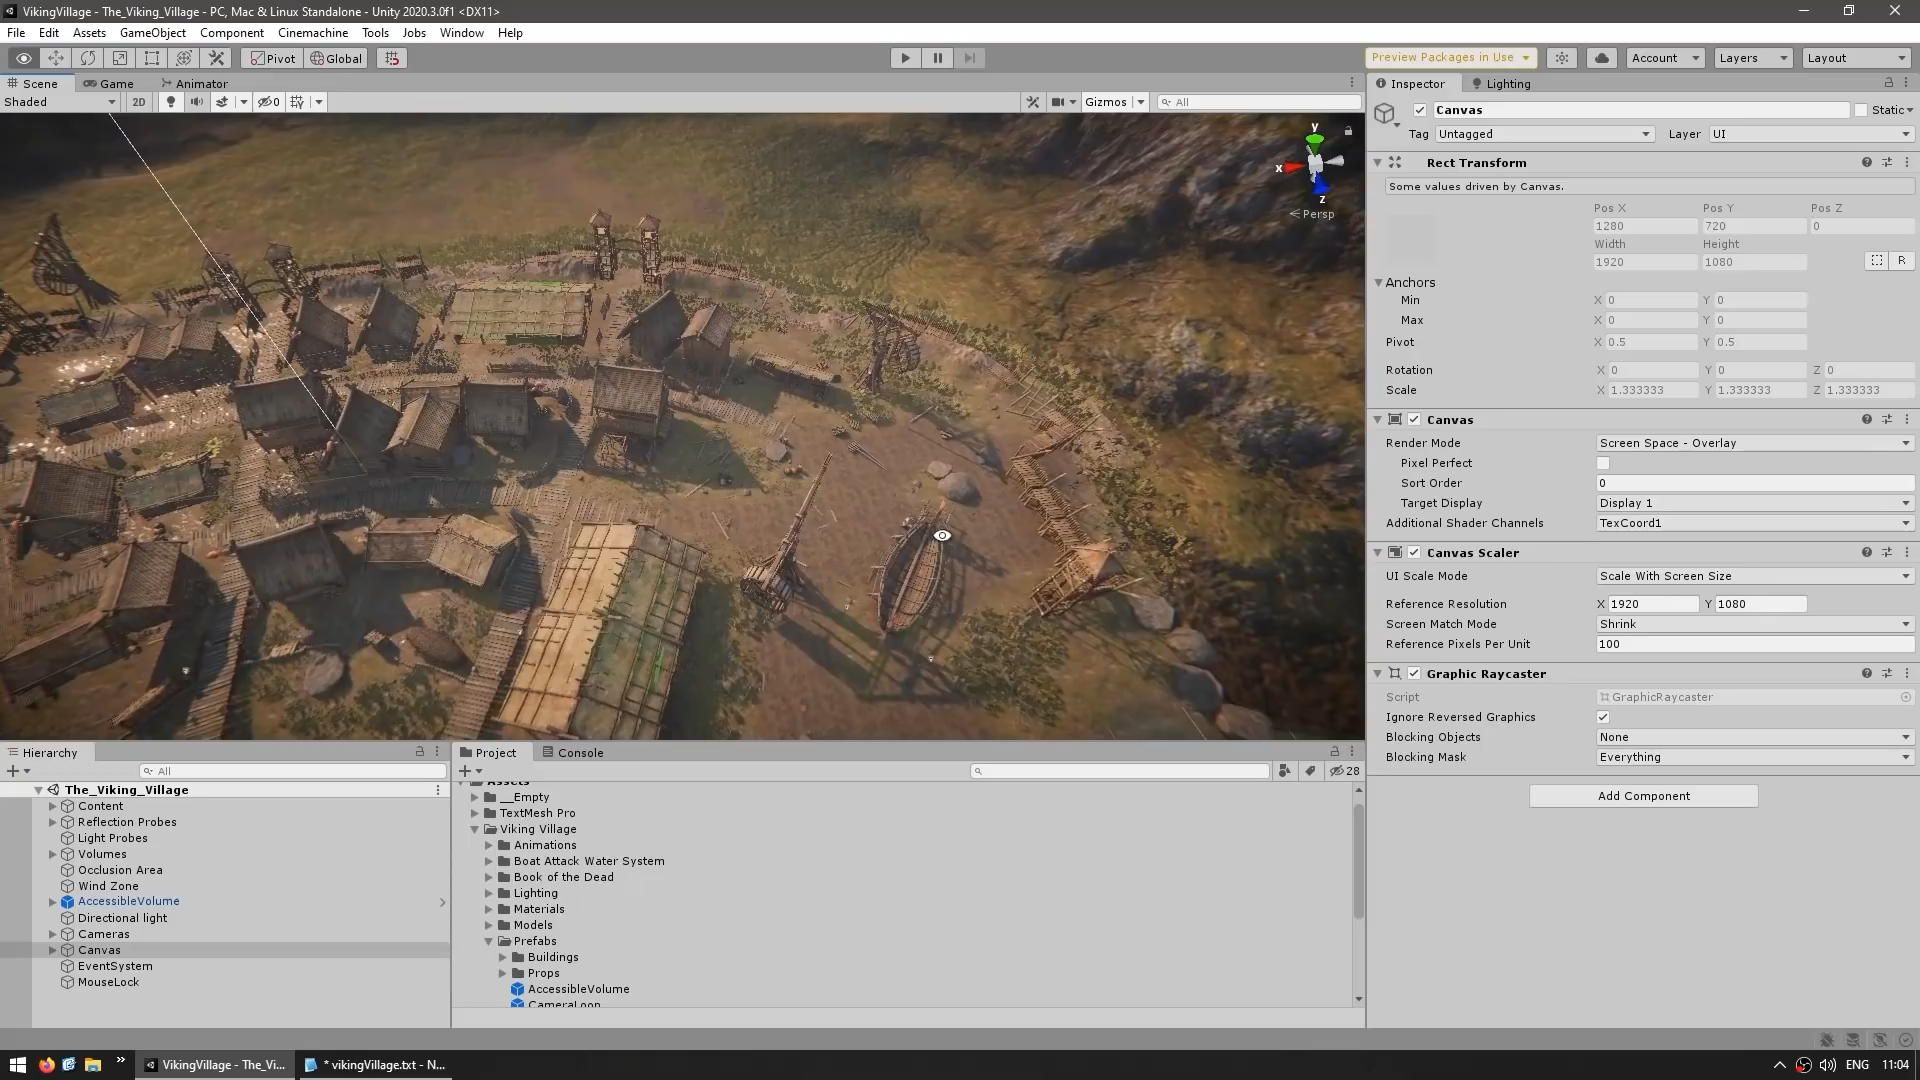 VikingVillage - The_Viking_Village - PC, Mac & Linux Standalone - Unity 2020.3.0f1 <DX11>
File Edit Assets GameObject Component Cinemachine Tools Jobs Window Help
Pivot Global Preview Packages in Use Account Layers Layout
Scene Game Animator
Shaded 2D 0 Gizmos All
y
x
z
Persp
Inspector Lighting
Canvas Static
Tag Untagged Layer UI
Rect Transform
Some values driven by Canvas.
Pos X Pos Y Pos Z
1280 720 0
Width Height
1920 1080 R
Anchors
Min X 0 Y 0
Max X 0 Y 0
Pivot X 0.5 Y 0.5
Rotation X 0 Y 0 Z 0
Scale X 1.333333 Y 1.333333 Z 1.333333
Canvas
Render Mode Screen Space - Overlay
Pixel Perfect
Sort Order 0
Target Display Display 1
Additional Shader Channels TexCoord1
Canvas Scaler
UI Scale Mode Scale With Screen Size
Reference Resolution X 1920 Y 1080
Screen Match Mode Shrink
Reference Pixels Per Unit 100
Graphic Raycaster
Script GraphicRaycaster
Ignore Reversed Graphics
Blocking Objects None
Blocking Mask Everything
Add Component
Hierarchy
All
The_Viking_Village
Content
Reflection Probes
Light Probes
Volumes
Occlusion Area
Wind Zone
AccessibleVolume
Directional light
Cameras
Canvas
EventSystem
MouseLock
Project Console
28
Assets
__Empty
TextMesh Pro
Viking Village
Animations
Boat Attack Water System
Book of the Dead
Lighting
Materials
Models
Prefabs
Buildings
Props
AccessibleVolume
CameraLoop
VikingVillage - The_Vi... * vikingVillage.txt - N... ENG 11:04